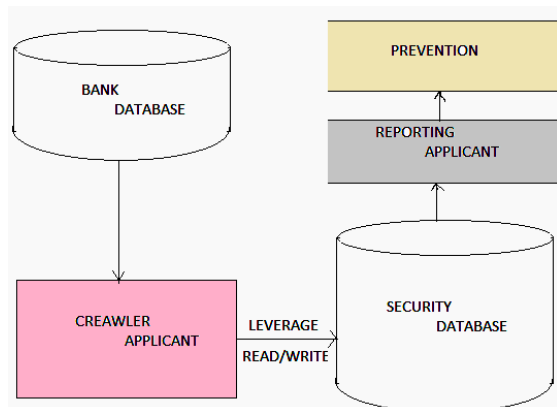 BANK
DATABASE
PREVENTION
REPORTING
APPLICANT
CREAWLER
APPLICANT
LEVERAGE
READ/WRITE
SECURITY
DATABASE